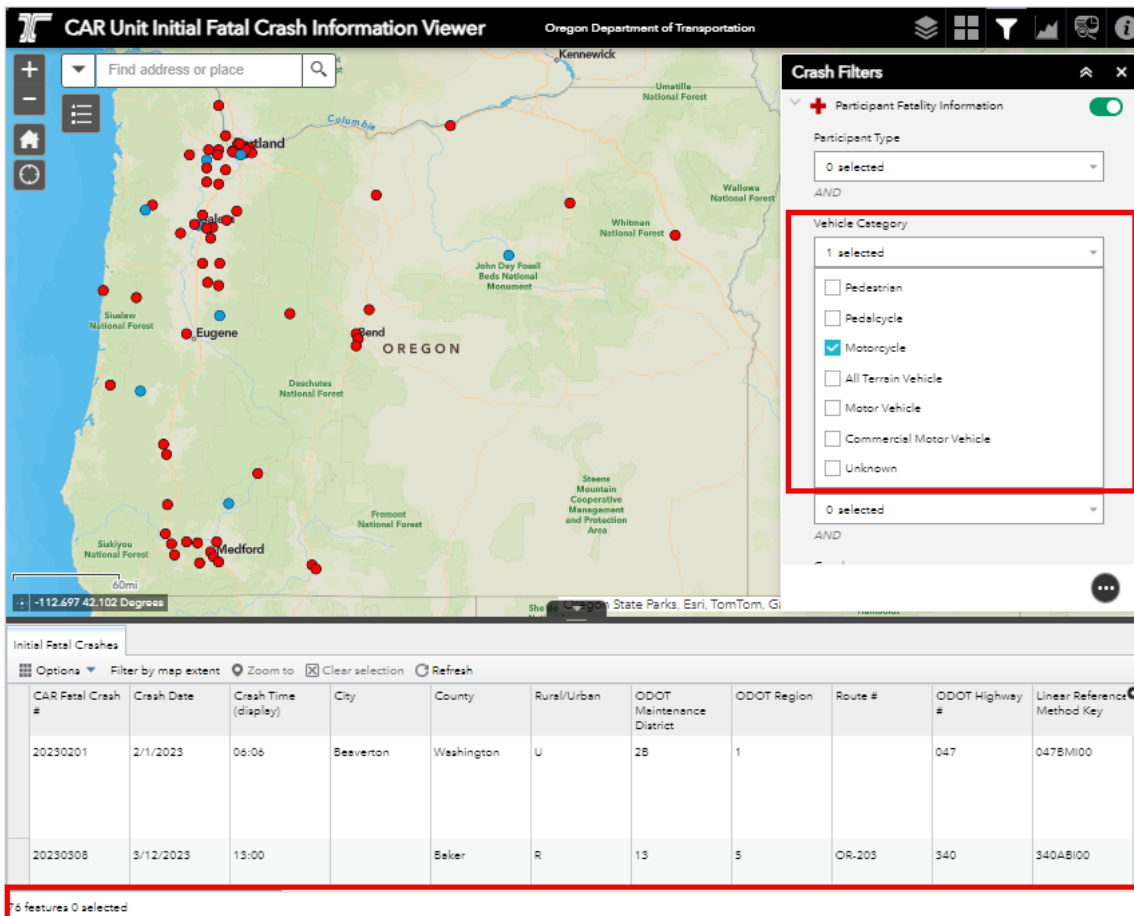 CAR Unit Initial Fatal Crash Information Viewer
Oregon Department of Transportation
Find address or place
Kennewick
Umatilla
National Forest
Columbia
Wallowa
National Forest
Whitman
National Forest
John Day Fossil
Beds National
Monument
Siuslaw
National Forest
Eugene
Bend
OREGON
Deschutes
National Forest
Steens
Mountain
Cooperative
Management
and Protection
Area
Fremont
National Forest
Siskiyou
National Forest
Medford
60mi
-112.697 42.102 Degrees
Oregon State Parks, Esri, TomTom,
Crash Filters
Participant Fatality Information
Participant Type
0 selected
AND
Vehicle Category
1 selected
Pedestrian
Pedalcycle
Motorcycle
All Terrain Vehicle
Motor Vehicle
Commercial Motor Vehicle
Unknown
0 selected
AND
Initial Fatal Crashes
Options Filter by map extent Zoom to Clear selection Refresh
CAR Fatal Crash # Crash Date Crash Time (display) City County Rural/Urban ODOT Maintenance District ODOT Region Route # ODOT Highway # Linear Reference Method Key
20230201 2/1/2023 06:06 Beaverton Washington U 2B 1 047 047BMI00
20230308 3/12/2023 13:00 Baker R 13 5 OR-203 340 340ABI00
76 features 0 selected